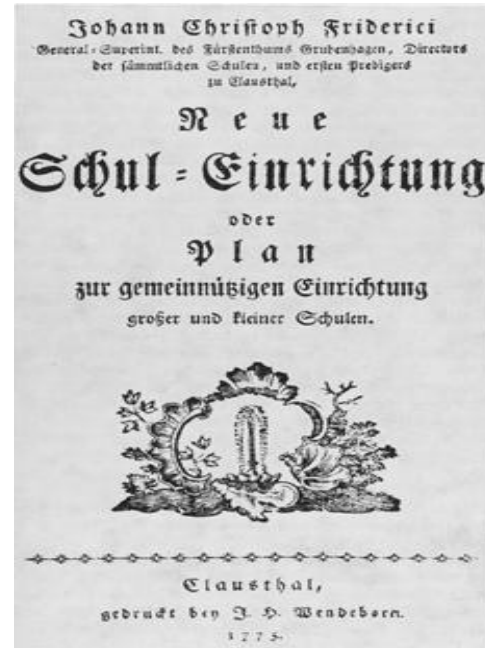 Johann Christoph Friderici
General-Superint. des Fürstenthums Grubenhagen, Directors
der sämmtlichen Schulen, und ersten Predigers
zu Clausthal,
Neue
Schul-Einrichtung
oder
Plan
zur gemeinnützigen Einrichtung
großer und kleiner Schulen.
Clausthal,
gedruckt bey J. H. Wendeborn.
1775.